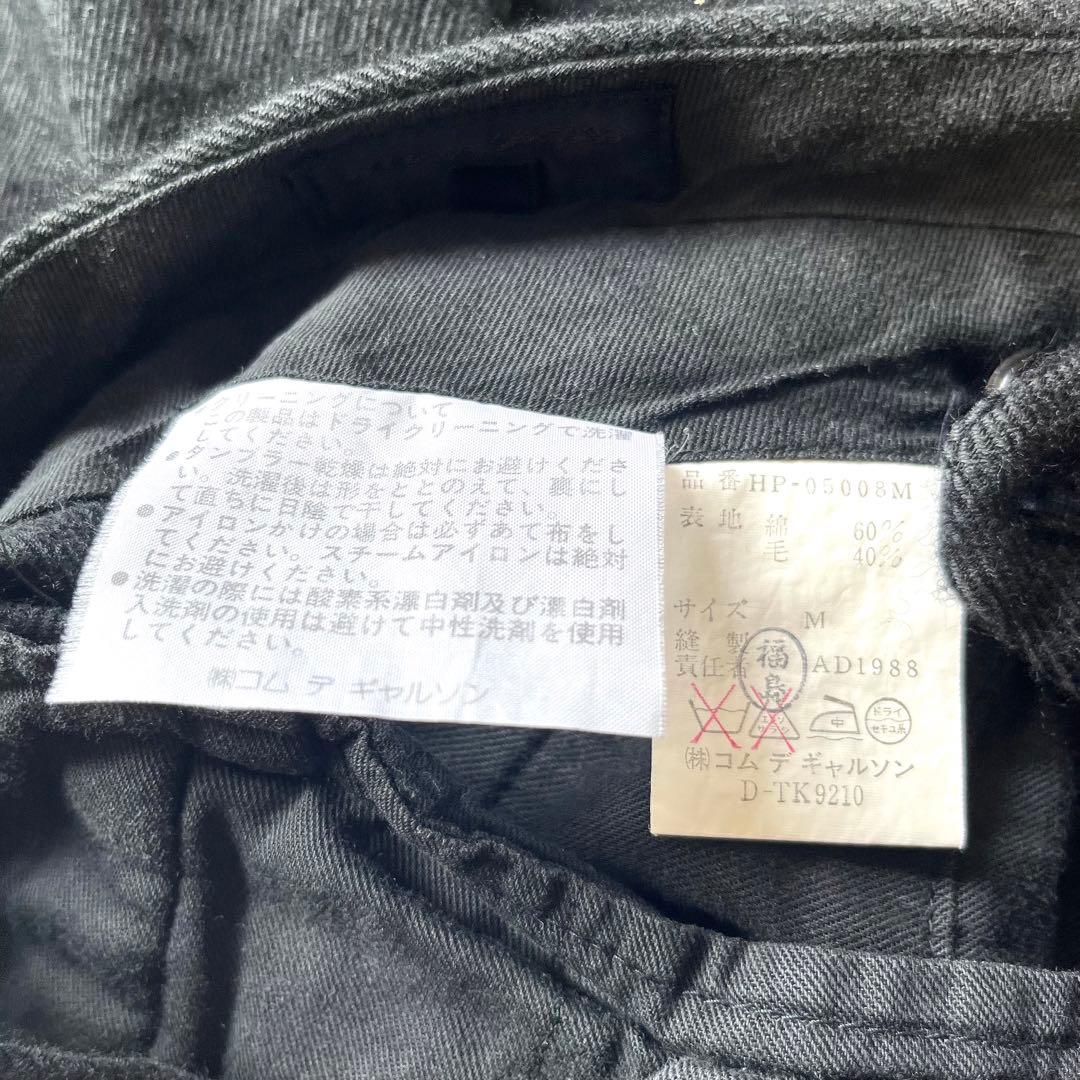 クリーニングについて
この製品はドライクリーニングで洗濯
してください。
●タンブラー乾燥は絶対にお避けくださ
い。洗濯後は形をととのえて、裏にし
て直ちに日陰で干してください。
●アイロンかけの場合は必ずあて布をし
てください。スチームアイロンは絶対
にお避けください。
●洗濯の際には酸素系漂白剤及び漂白剤
入洗剤の使用は避けて中性洗剤を使用
してください。
㈱コム デ ギャルソン
品番 HP-05008M
表地 綿 60%
毛 40%
サイズ M
縫製
責任者 福島 AD1988
エンソ
サラシ
中
ドライ
セキユ系
㈱コム デ ギャルソン
D-TK9210